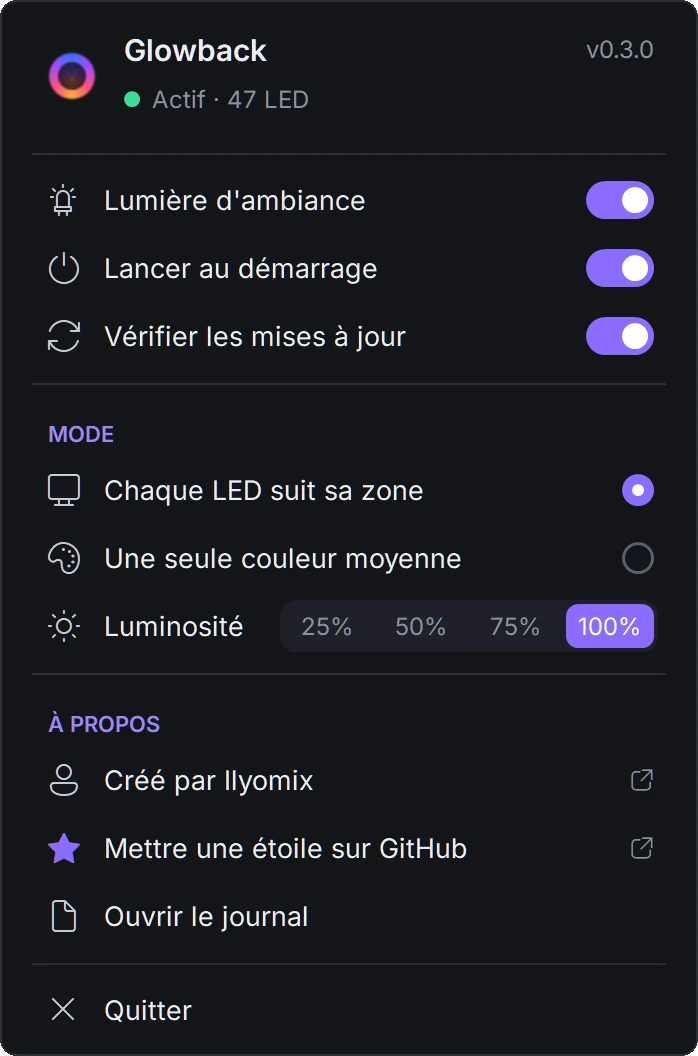 Glowback
v0.3.0
Actif · 47 LED
Lumière d'ambiance
Lancer au démarrage
Vérifier les mises à jour
MODE
Chaque LED suit sa zone
Une seule couleur moyenne
Luminosité 25% 50% 75% 100%
À PROPOS
Créé par Ilyomix
Mettre une étoile sur GitHub
Ouvrir le journal
Quitter